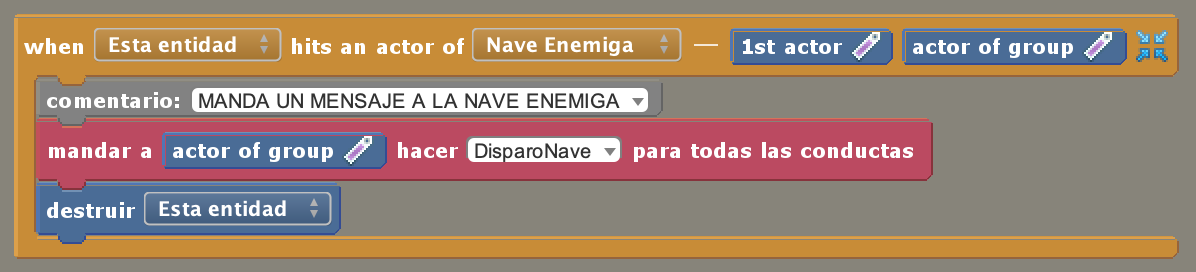 when Esta entidad hits an actor of Nave Enemiga — 1st actor actor of group
comentario: MANDA UN MENSAJE A LA NAVE ENEMIGA
mandar a actor of group hacer DisparoNave para todas las conductas
destruir Esta entidad